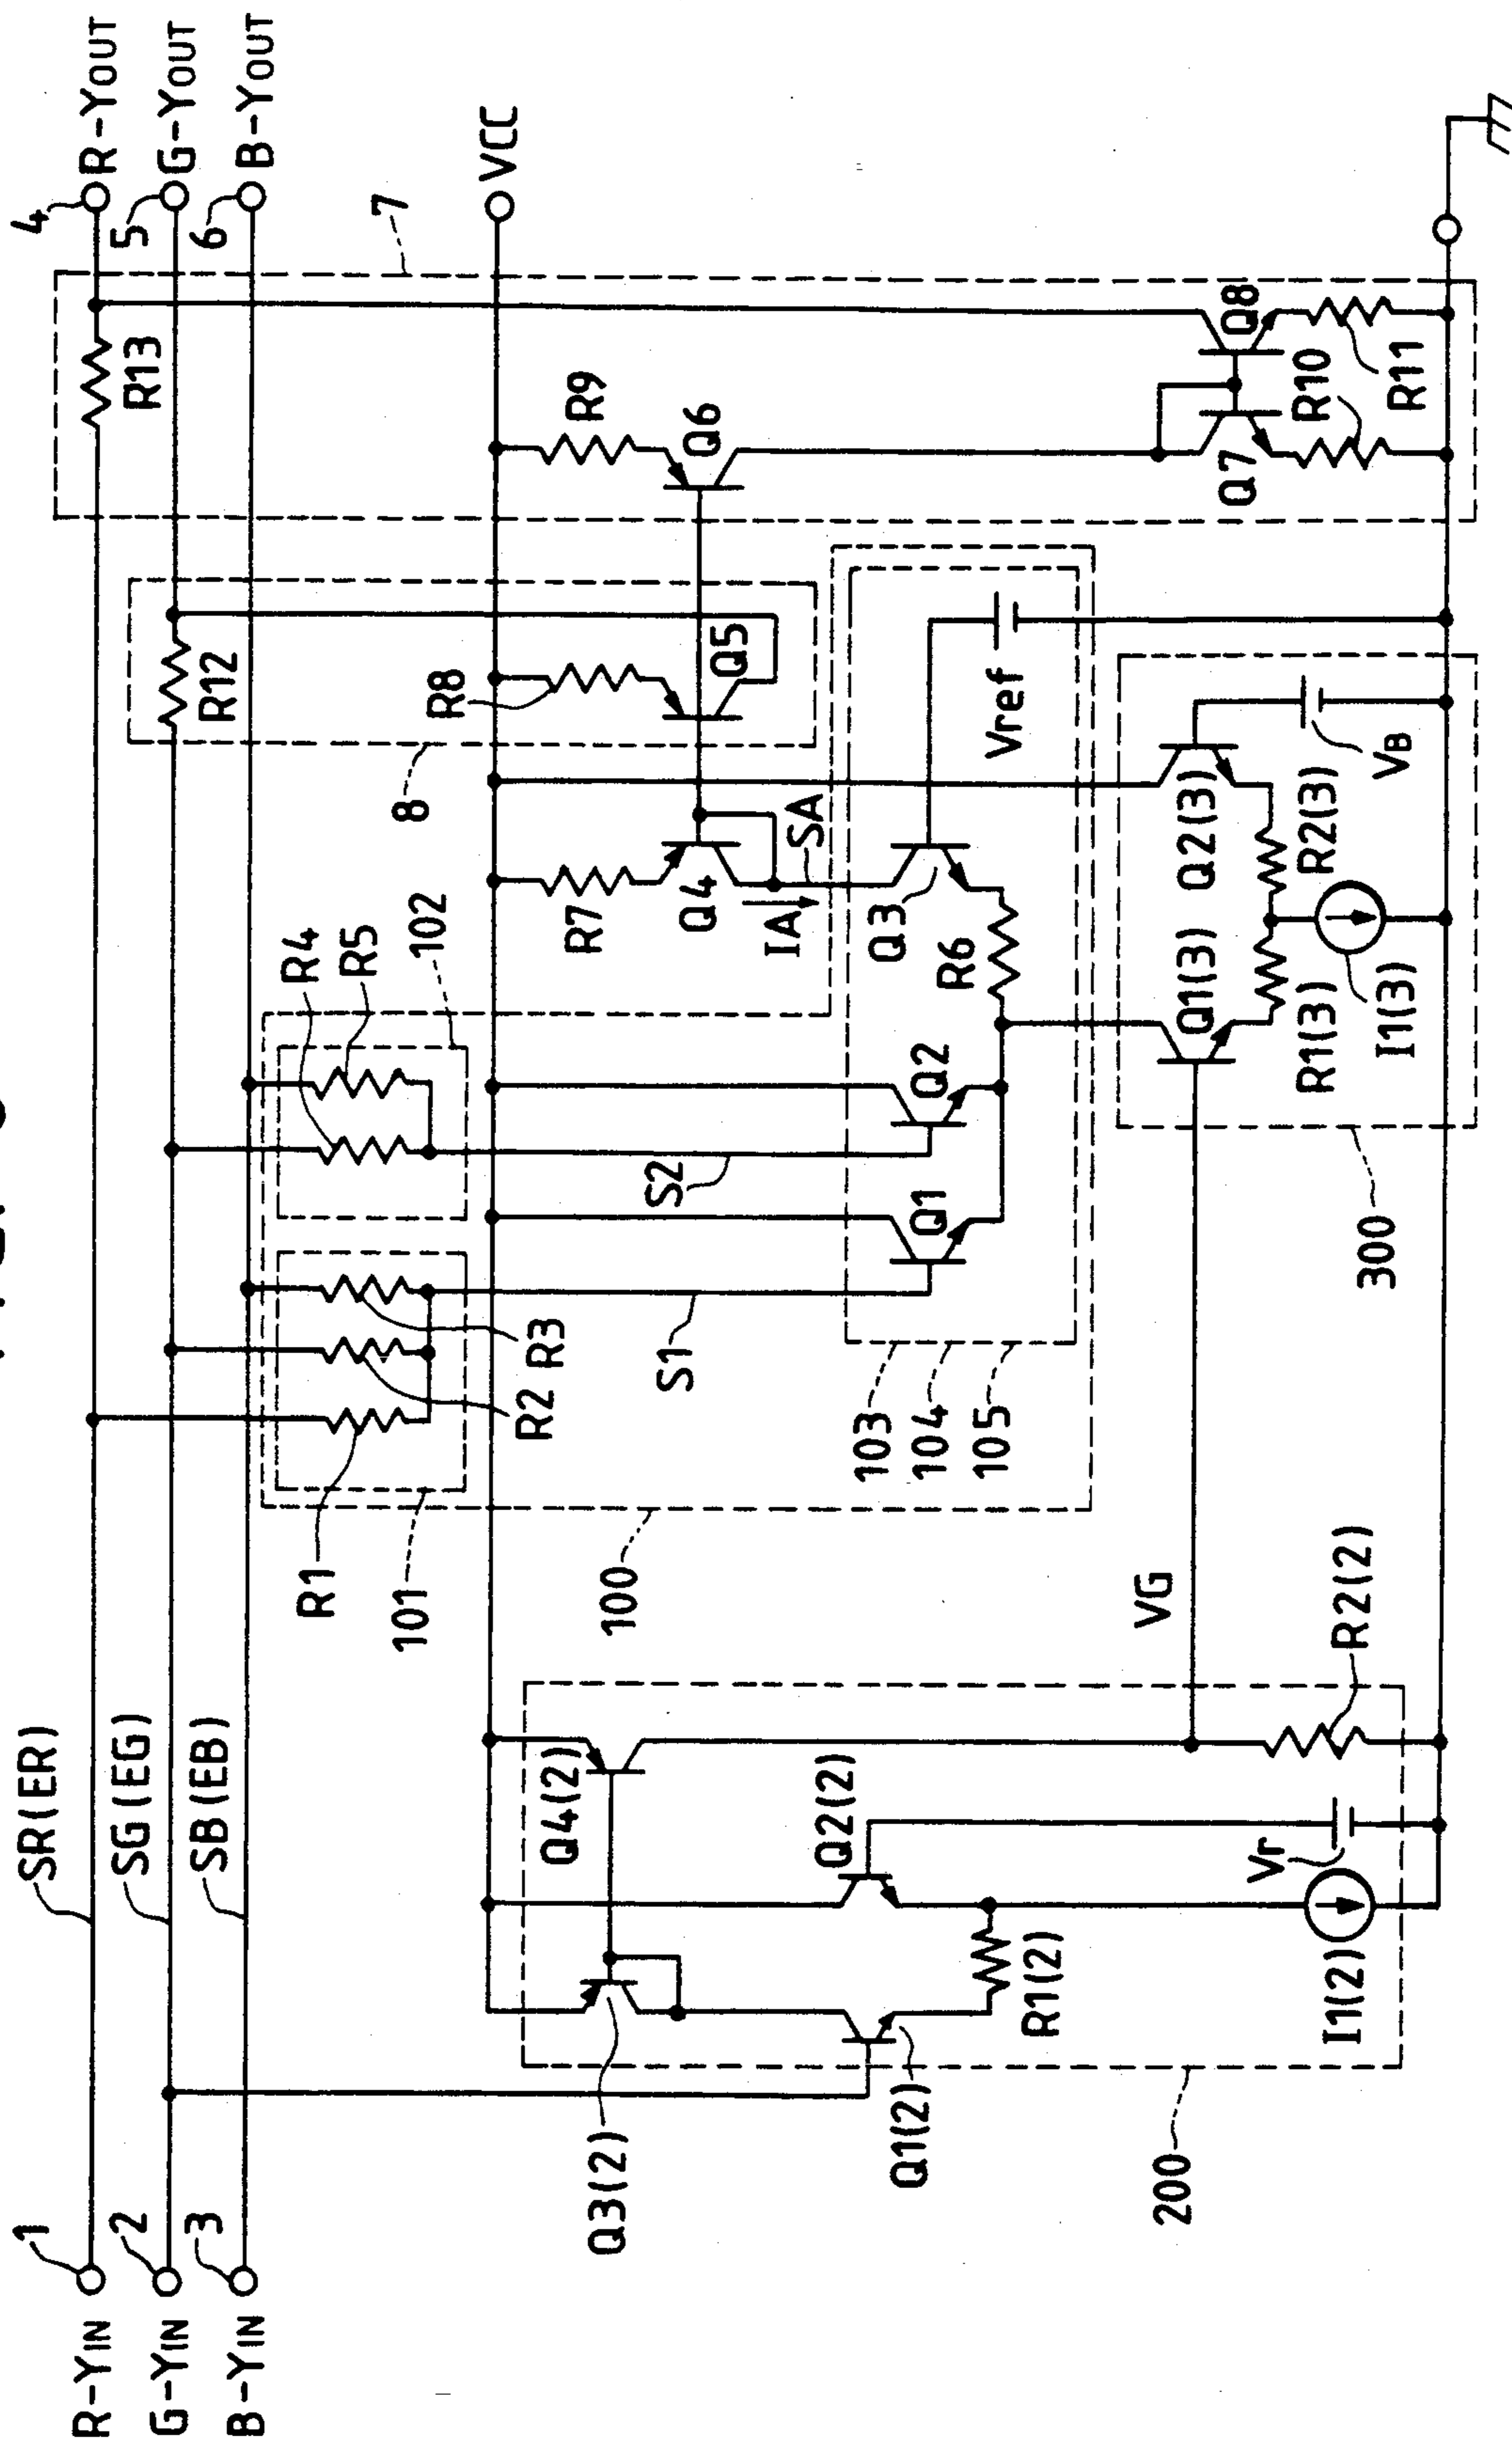 R-YIN
1
SR(ER)
4
R-YOUT
G-YIN
2
SG(EG)
5
G-YOUT
B-YIN
3
SB(EB)
6
B-YOUT
R13
7
R12
R4
R5
102
R1
R2
R3
101
VCC
R8
8
R9
R7
Q3(2)
Q4(2)
100
S1
S2
Q4
Q5
Q6
IA
SA
Q1(2)
Q2(2)
103
104
105
Q1
Q2
Q3
R6
Vref
R1(2)
VG
Q1(3)
Q2(3)
Q7
Q8
200
I1(2)
Vr
R2(2)
300
R1(3)
R2(3)
I1(3)
VB
R10
R11